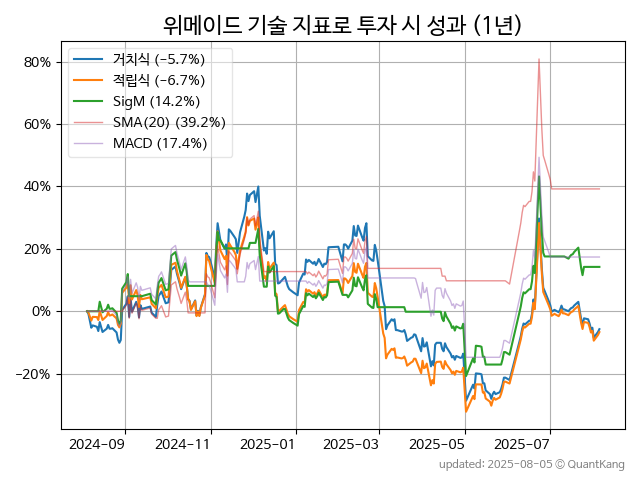 위메이드 기술 지표로 투자 시 성과 (1년)
거치식 (−5.7%)
적립식 (−6.7%)
SigM (14.2%)
SMA(20) (39.2%)
MACD (17.4%)
80%
60%
40%
20%
0%
−20%
2024-09
2024-11
2025-01
2025-03
2025-05
2025-07
updated: 2025-08-05 ⓒ QuantKang